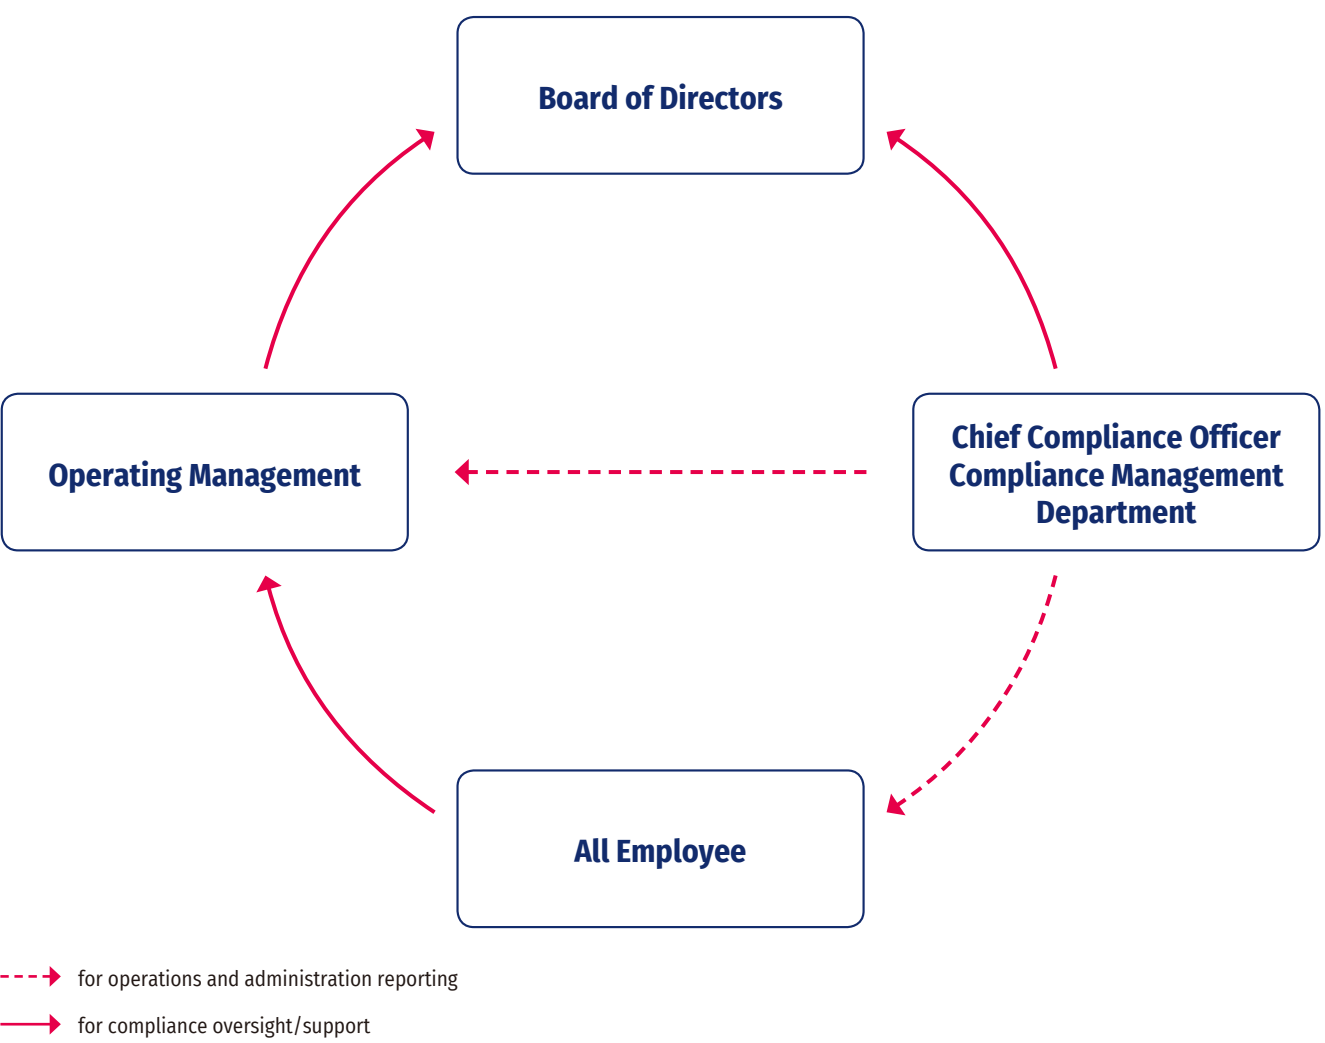 Board of Directors
Operating Management
Chief Compliance Officer
Compliance Management
Department
All Employee
for operations and administration reporting
for compliance oversight/support